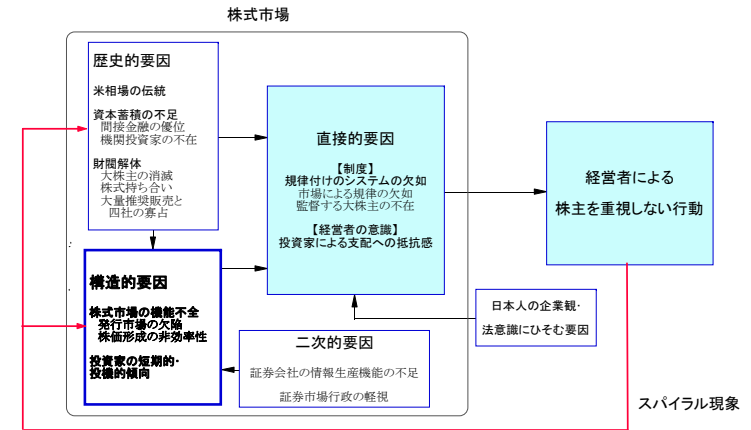 株式市場
歴史的要因
米相場の伝統
資本蓄積の不足
間接金融の優位
機関投資家の不在
財閥解体
大株主の消滅
株式持ち合い
大量推奨販売と
四社の寡占
構造的要因
株式市場の機能不全
発行市場の欠陥
株価形成の非効率性
投資家の短期的・
投機的傾向
直接的要因
【制度】
規律付けのシステムの欠如
市場による規律の欠如
監督する大株主の不在
【経営者の意識】
投資家による支配への抵抗感
二次的要因
証券会社の情報生産機能の不足
証券市場行政の軽視
日本人の企業観・
法意識にひそむ要因
経営者による
株主を重視しない行動
スパイラル現象